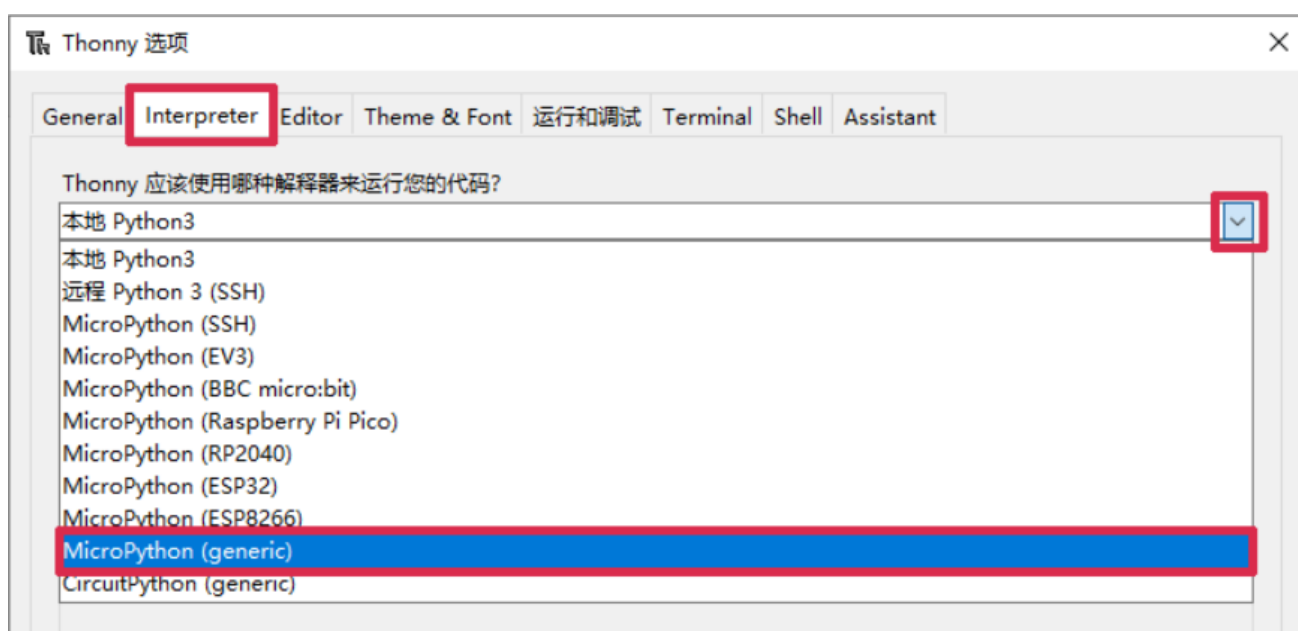 Thonny 选项
General Interpreter Editor Theme & Font 运行和调试 Terminal Shell Assistant
Thonny 应该使用哪种解释器来运行您的代码?
本地 Python3
本地 Python3
远程 Python 3 (SSH)
MicroPython (SSH)
MicroPython (EV3)
MicroPython (BBC micro:bit)
MicroPython (Raspberry Pi Pico)
MicroPython (RP2040)
MicroPython (ESP32)
MicroPython (ESP8266)
MicroPython (generic)
CircuitPython (generic)